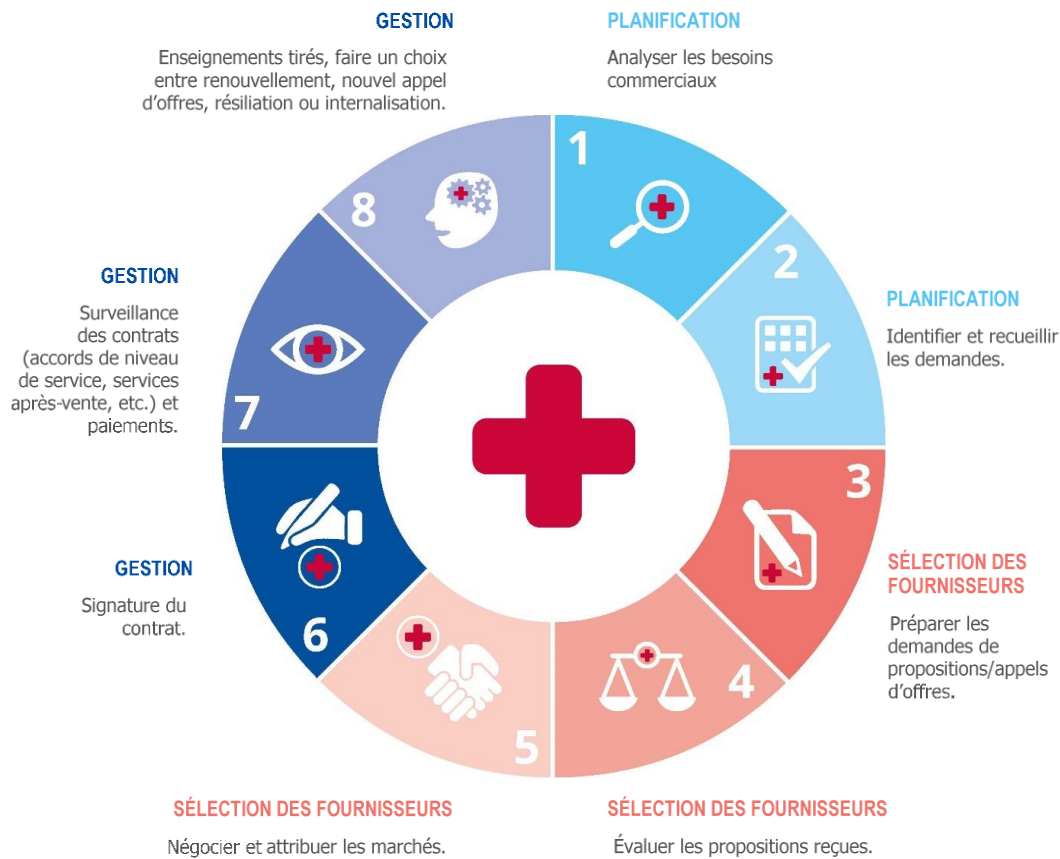 PLANIFICATION
Analyser les besoins
commerciaux
1
PLANIFICATION
Identifier et recueillir
les demandes.
2
SÉLECTION DES
FOURNISSEURS
Préparer les
demandes de
propositions/appels
d’offres.
3
SÉLECTION DES FOURNISSEURS
Évaluer les propositions reçues.
4
SÉLECTION DES FOURNISSEURS
Négocier et attribuer les marchés.
5
GESTION
Signature du
contrat.
6
GESTION
Surveillance
des contrats
(accords de niveau
de service, services
après-vente, etc.) et
paiements.
7
GESTION
Enseignements tirés, faire un choix
entre renouvellement, nouvel appel
d’offres, résiliation ou internalisation.
8